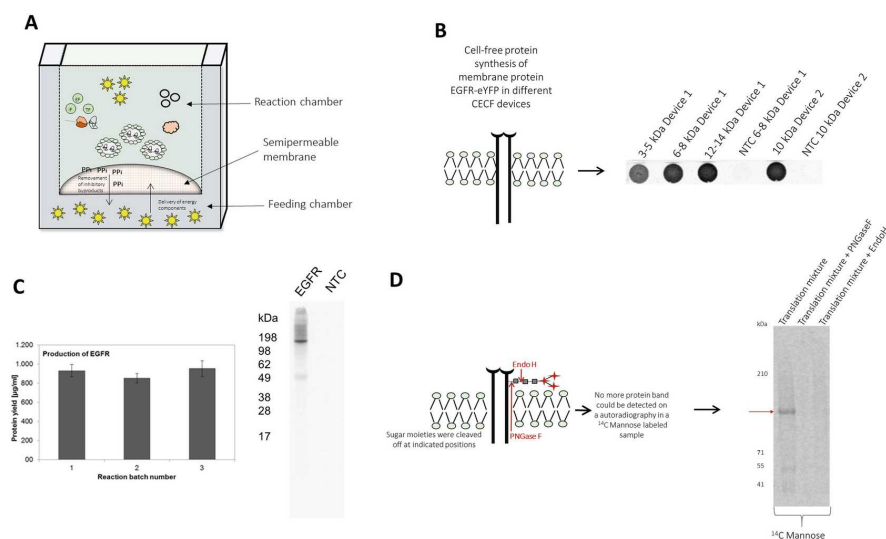 A
Reaction chamber
Semipermeable
membrane
Feeding chamber
PPi PPi PPi
PPi
Removement
of inhibitory
byproducts
Delivery of energy
components
B
Cell-free protein
synthesis of
membrane protein
EGFR-eYFP in different
CECF devices
3-5 kDa Device 1
6-8 kDa Device 1
12-14 kDa Device 1
NTC 6-8 kDa Device 1
10 kDa Device 2
NTC 10 kDa Device 2
C
Production of EGFR
Protein yield [µg/ml]
1.200
1.000
800
600
400
200
00
1 2 3
Reaction batch number
EGFR
NTC
kDa
198
98
62
49
38
28
17
D
Endo H
PNGase F
Sugar moieties were cleaved
off at indicated positions
No more protein band
could be detected on
a autoradiography in a
14C Mannose labeled
sample
Translation mixture
Translation mixture + PNGaseF
Translation mixture + EndoH
kDa
210
71
55
41
14C Mannose